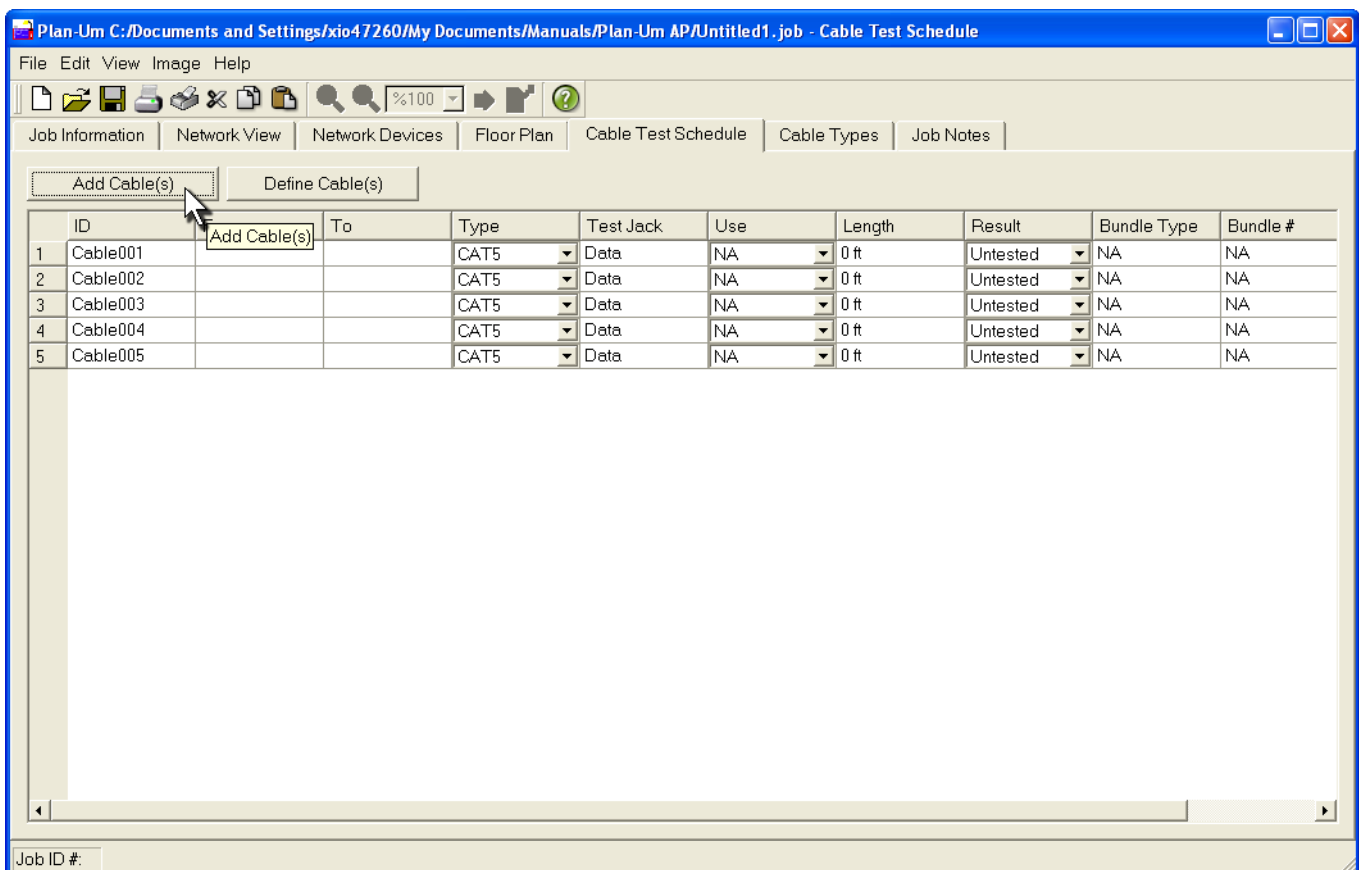 Plan-Um C:/Documents and Settings/xio47260/My Documents/Manuals/Plan-Um AP/Untitled1.job - Cable Test Schedule
File Edit View Image Help
%100
Job Information Network View Network Devices Floor Plan Cable Test Schedule Cable Types Job Notes
Add Cable(s) Define Cable(s)
ID To Type Test Jack Use Length Result Bundle Type Bundle #
Add Cable(s)
1 Cable001 CAT5 Data NA 0 ft Untested NA NA
2 Cable002 CAT5 Data NA 0 ft Untested NA NA
3 Cable003 CAT5 Data NA 0 ft Untested NA NA
4 Cable004 CAT5 Data NA 0 ft Untested NA NA
5 Cable005 CAT5 Data NA 0 ft Untested NA NA
Job ID #: